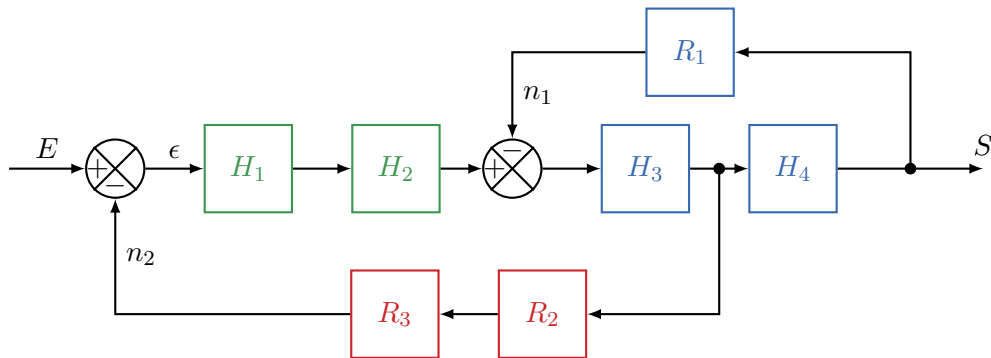 R₁
n₁
E
+
−
ϵ
H₁
H₂
−
+
H₃
H₄
S
n₂
R₃
R₂